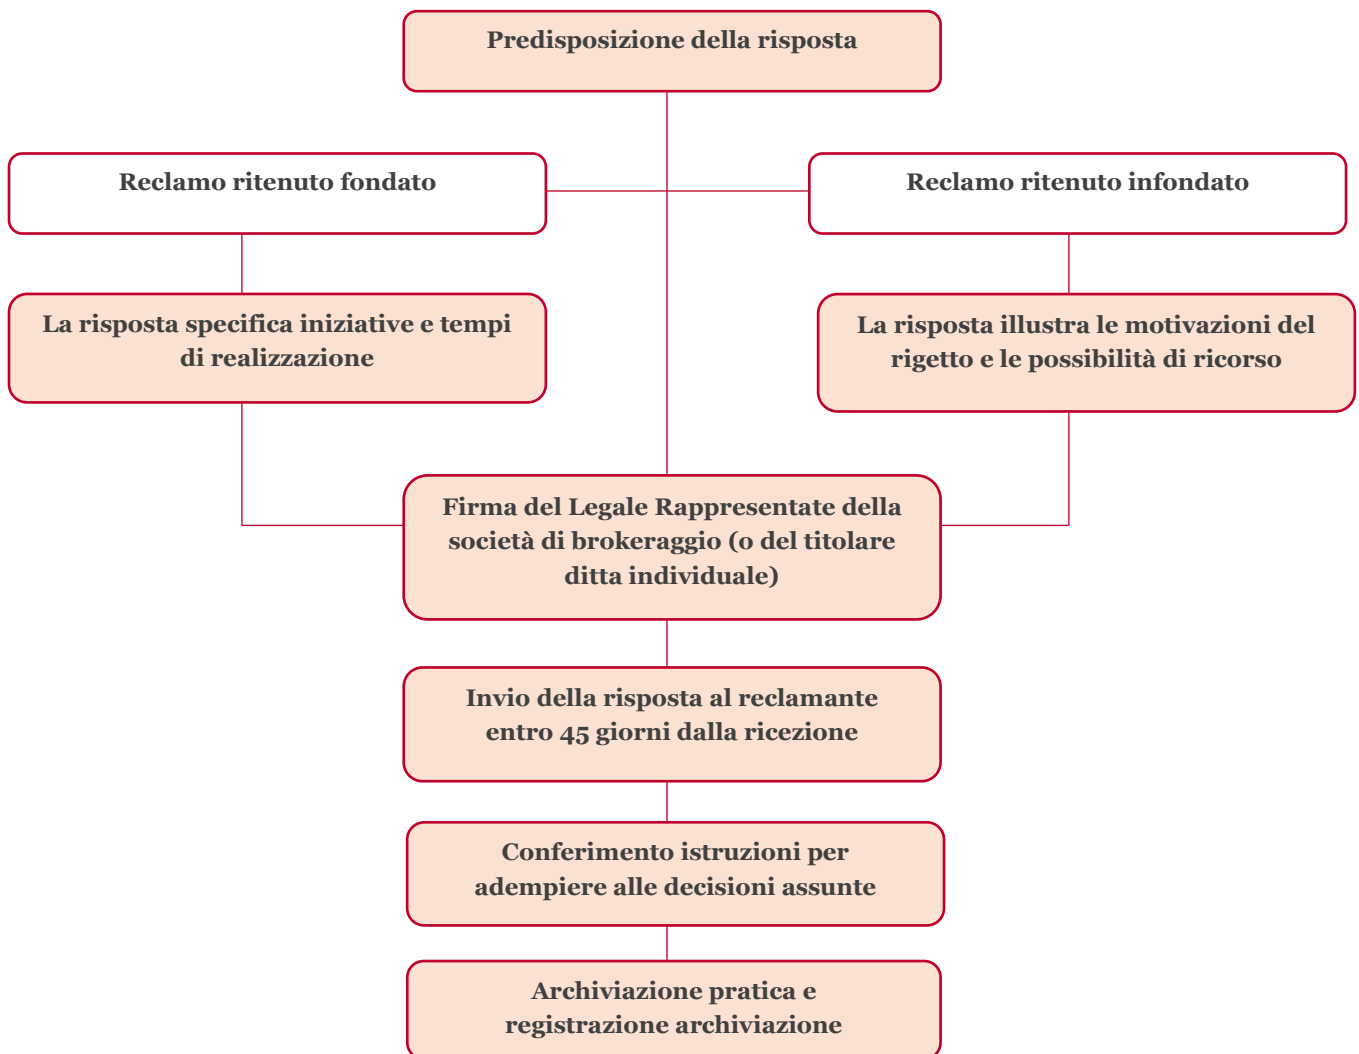 Predisposizione della risposta
Reclamo ritenuto fondato
Reclamo ritenuto infondato
La risposta specifica iniziative e tempi
di realizzazione
La risposta illustra le motivazioni del
rigetto e le possibilità di ricorso
Firma del Legale Rappresentate della
società di brokeraggio (o del titolare
ditta individuale)
Invio della risposta al reclamante
entro 45 giorni dalla ricezione
Conferimento istruzioni per
adempiere alle decisioni assunte
Archiviazione pratica e
registrazione archiviazione